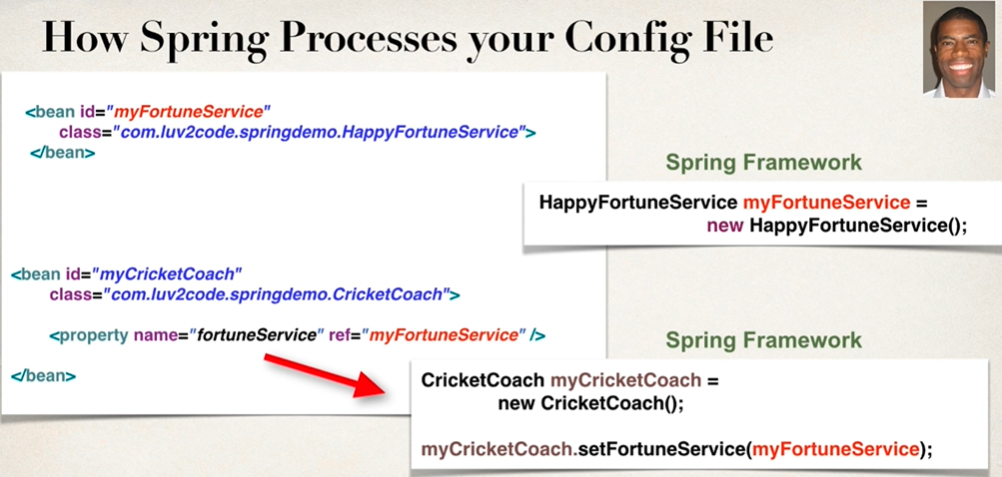 How Spring Processes your Config File
<bean id="myFortuneService"
class="com.luv2code.springdemo.HappyFortuneService">
</bean>
Spring Framework
HappyFortuneService myFortuneService =
new HappyFortuneService();
<bean id="myCricketCoach"
class="com.luv2code.springdemo.CricketCoach">
<property name="fortuneService" ref="myFortuneService" />
</bean>
Spring Framework
CricketCoach myCricketCoach =
new CricketCoach();
myCricketCoach.setFortuneService(myFortuneService);